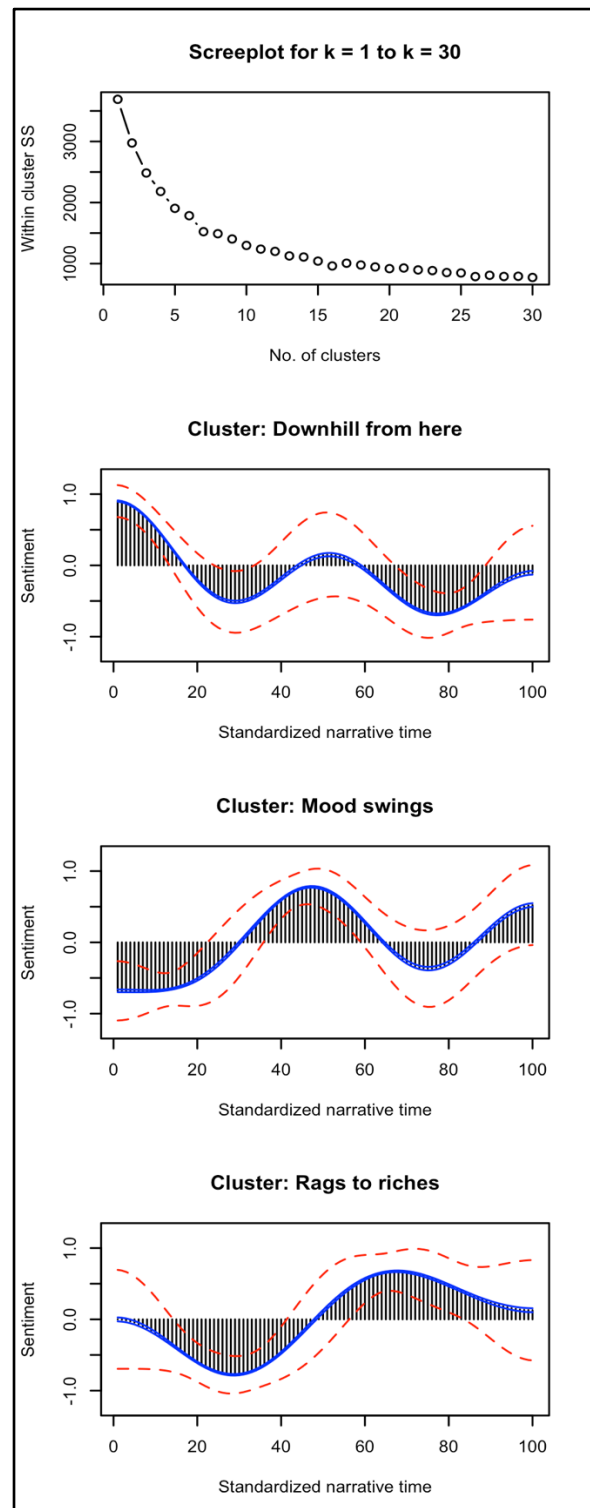 Screeplot for k = 1 to k = 30
Within cluster SS
3000
2000
1000
0 5 10 15 20 25 30
No. of clusters
Cluster: Downhill from here
Sentiment
1.0
0.0
-1.0
0 20 40 60 80 100
Standardized narrative time
Cluster: Mood swings
Sentiment
1.0
0.0
-1.0
0 20 40 60 80 100
Standardized narrative time
Cluster: Rags to riches
Sentiment
1.0
0.0
-1.0
0 20 40 60 80 100
Standardized narrative time